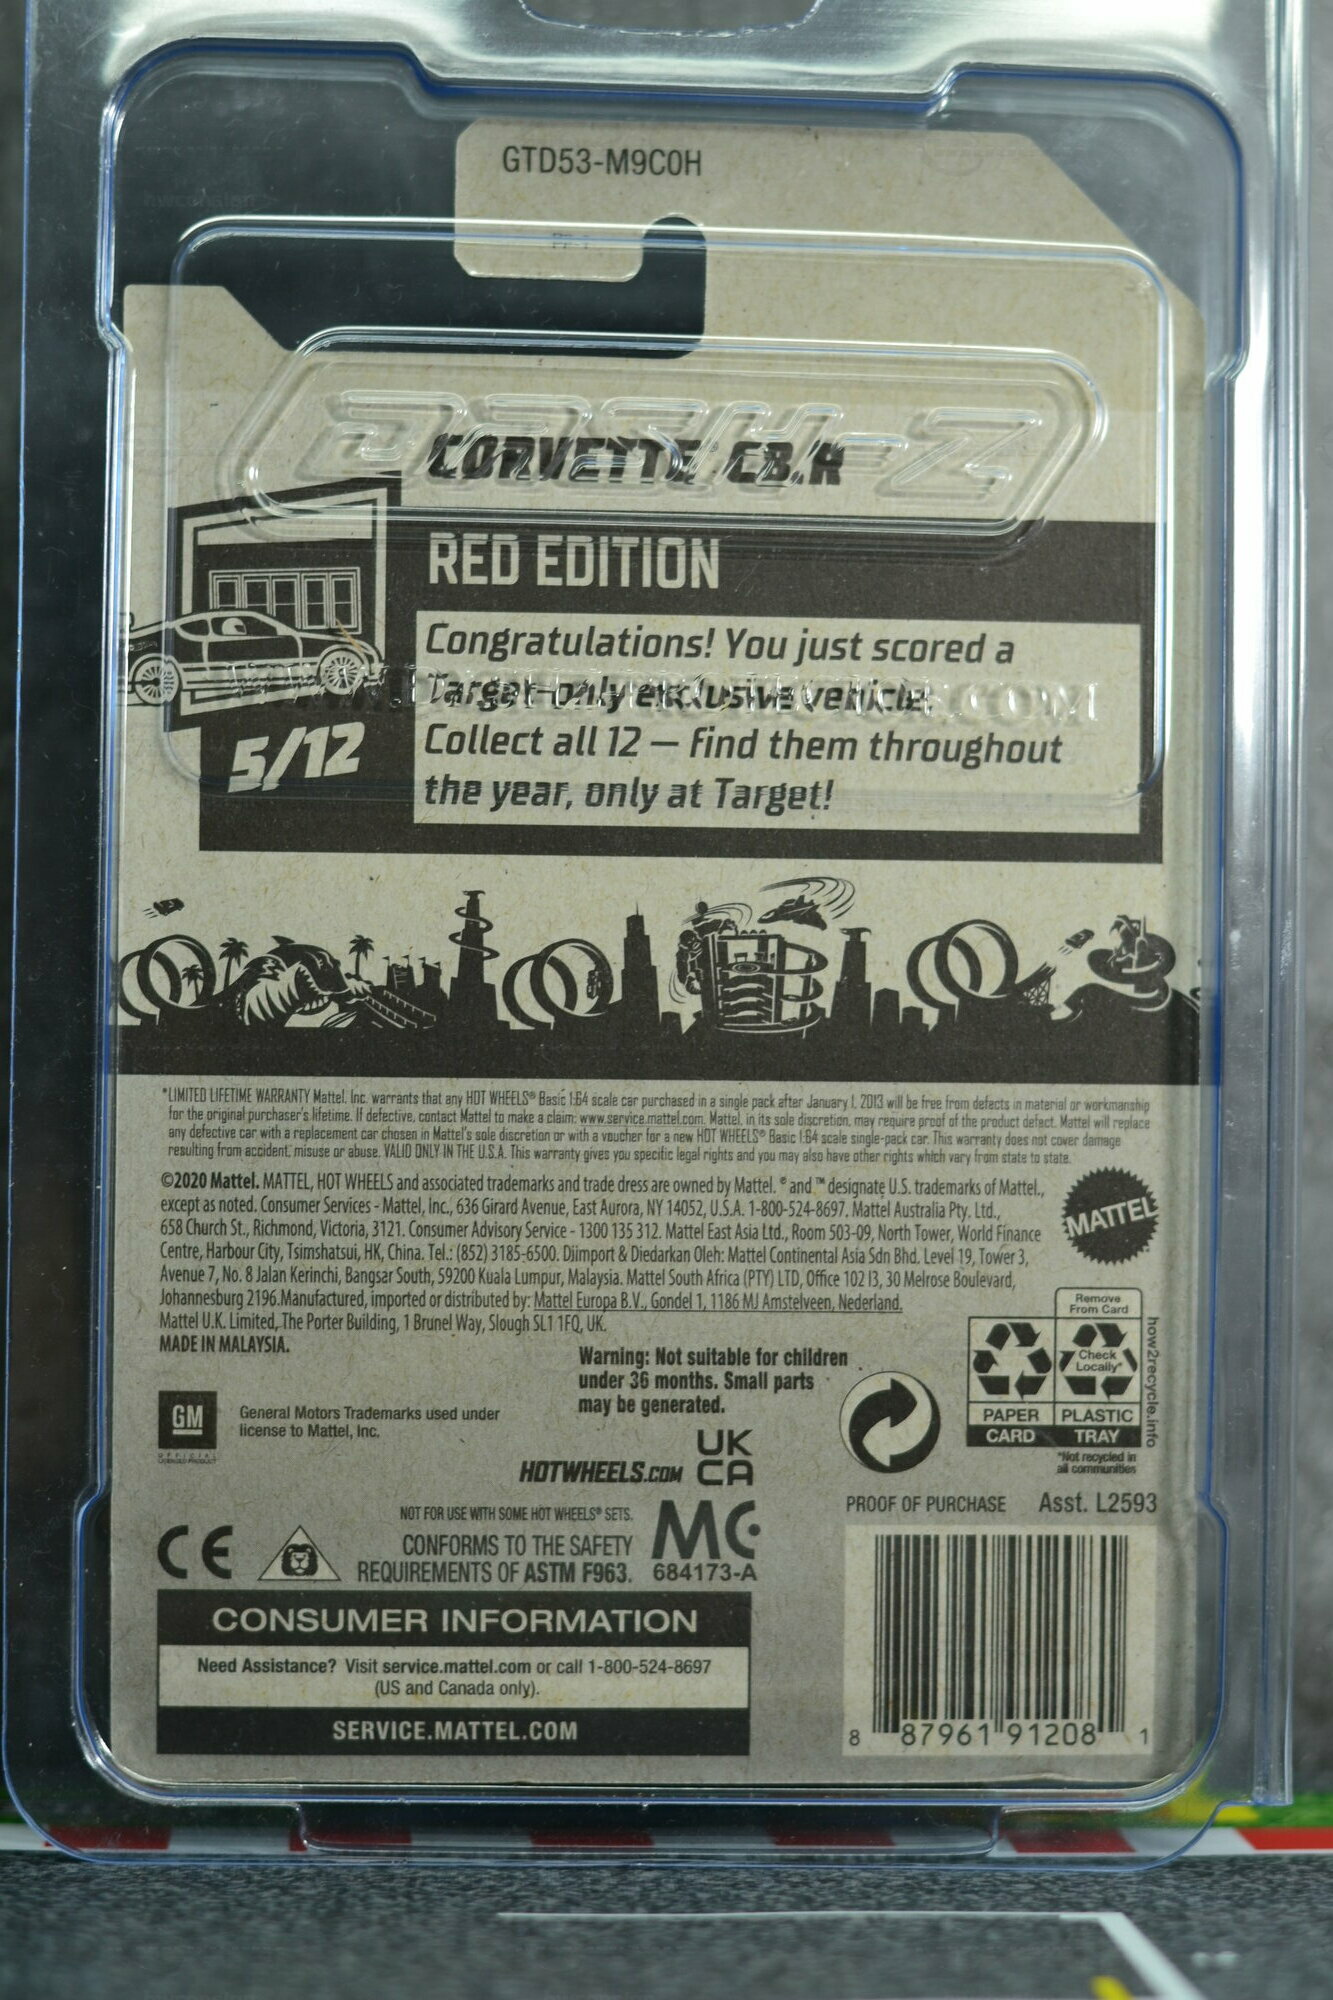 GTD53-M9C0H
CORVETTE C8.R
RED EDITION
Congratulations! You just scored a
Target-only exclusive vehicle!
Collect all 12 — find them throughout
the year, only at Target!
5/12
*LIMITED LIFETIME WARRANTY Mattel, Inc. warrants that any HOT WHEELS® Basic 1:64 scale car purchased in a single pack after January 1, 2013 will be free from defects in material or workmanship
for the original purchaser's lifetime. If defective, contact Mattel to make a claim: www.service.mattel.com. Mattel, in its sole discretion, may require proof of the product defect. Mattel will replace
any defective car with a replacement car chosen in Mattel's sole discretion or with a voucher for a new HOT WHEELS® Basic 1:64 scale single-pack car. This warranty does not cover damage
resulting from accident, misuse or abuse. VALID ONLY IN THE U.S.A. This warranty gives you specific legal rights and you may also have other rights which vary from state to state.
©2020 Mattel. MATTEL, HOT WHEELS and associated trademarks and trade dress are owned by Mattel. ® and ™ designate U.S. trademarks of Mattel.,
except as noted. Consumer Services - Mattel, Inc., 636 Girard Avenue, East Aurora, NY 14052, U.S.A. 1-800-524-8697. Mattel Australia Pty. Ltd.,
658 Church St., Richmond, Victoria, 3121. Consumer Advisory Service - 1300 135 312. Mattel East Asia Ltd., Room 503-09, North Tower, World Finance
Centre, Harbour City, Tsimshatsui, HK, China. Tel.: (852) 3185-6500. Diimport & Diedarkan Oleh: Mattel Continental Asia Sdn Bhd. Level 19, Tower 3,
Avenue 7, No. 8 Jalan Kerinchi, Bangsar South, 59200 Kuala Lumpur, Malaysia. Mattel South Africa (PTY) LTD, Office 102 I3, 30 Melrose Boulevard,
Johannesburg 2196.Manufactured, imported or distributed by: Mattel Europa B.V., Gondel 1, 1186 MJ Amstelveen, Nederland.
Mattel U.K. Limited, The Porter Building, 1 Brunel Way, Slough SL1 1FQ, UK.
MADE IN MALAYSIA.
MATTEL
Remove
From Card
Check
Locally*
PAPER
PLASTIC
CARD
TRAY
*Not recycled in
all communities
how2recycle.info
Warning: Not suitable for children
under 36 months. Small parts
may be generated.
GM
OFFICIAL
LICENSED PRODUCT
General Motors Trademarks used under
license to Mattel, Inc.
HOTWHEELS.COM
UK
CA
NOT FOR USE WITH SOME HOT WHEELS® SETS.
CE
CONFORMS TO THE SAFETY
REQUIREMENTS OF ASTM F963.
MC
684173-A
PROOF OF PURCHASE
Asst. L2593
CONSUMER INFORMATION
Need Assistance? Visit service.mattel.com or call 1-800-524-8697
(US and Canada only).
SERVICE.MATTEL.COM
8 87961 91208 1